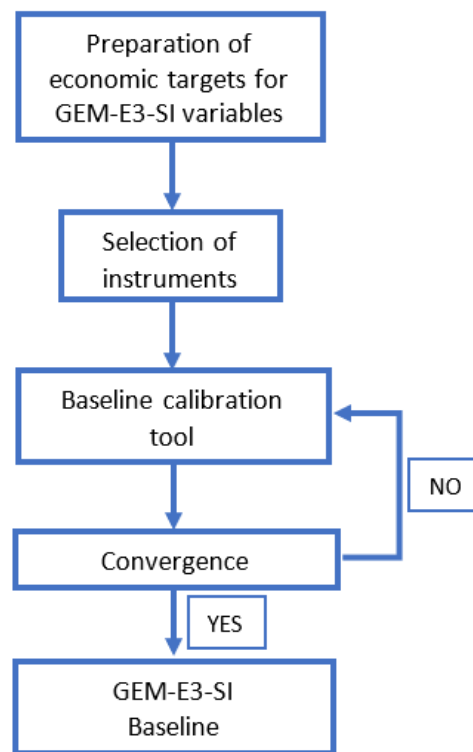 Preparation of
economic targets for
GEM-E3-SI variables
Selection of
instruments
Baseline calibration
tool
NO
Convergence
YES
GEM-E3-SI
Baseline